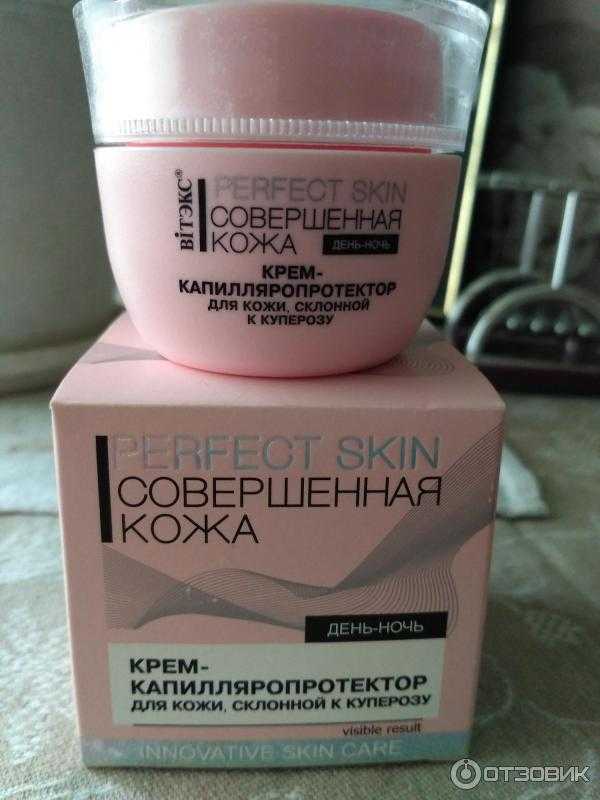 BiТЭКС®
PERFECT SKIN
СОВЕРШЕННАЯ
КОЖА
ДЕНЬ-НОЧЬ
КРЕМ-
КАПИЛЛЯРОПРОТЕКТОР
ДЛЯ КОЖИ, СКЛОННОЙ
К КУПЕРОЗУ
PERFECT SKIN
СОВЕРШЕННАЯ
КОЖА
ДЕНЬ-НОЧЬ
КРЕМ-
КАПИЛЛЯРОПРОТЕКТОР
ДЛЯ КОЖИ, СКЛОННОЙ К КУПЕРОЗУ
visible result
INNOVATIVE SKIN CARE
ОТЗОВИК